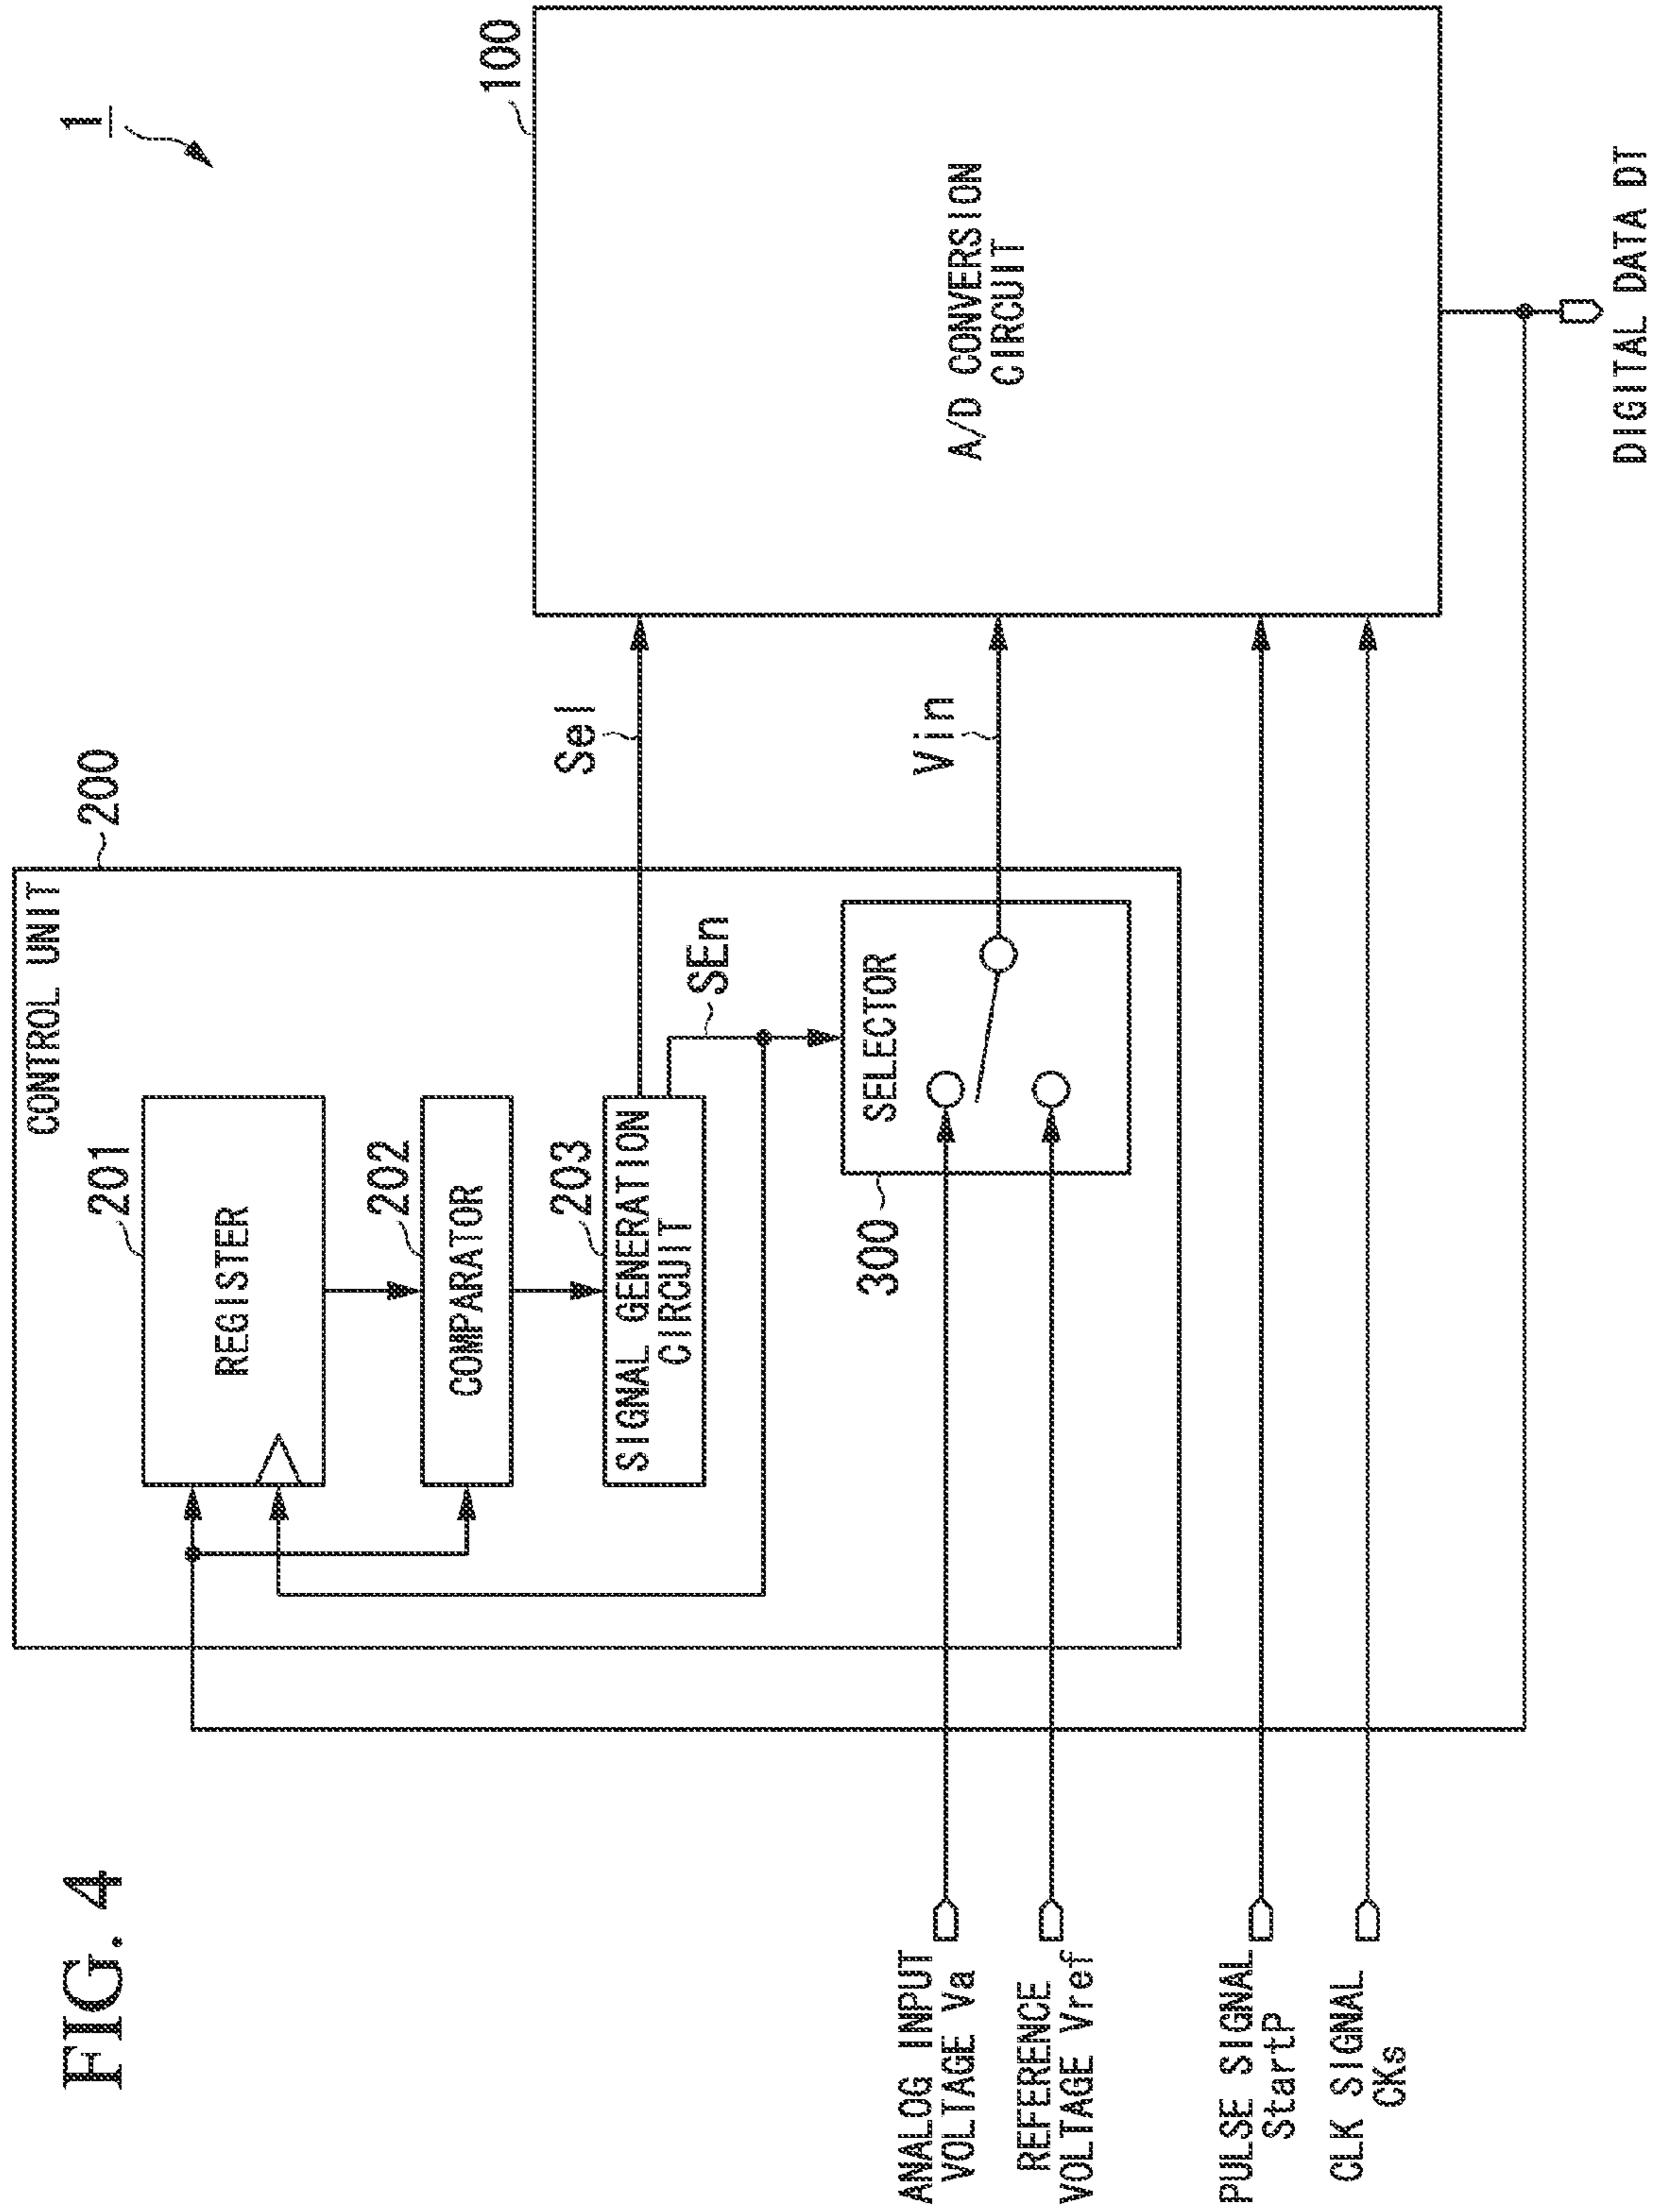 FIG. 4
1
CONTROL UNIT
200
201
REGISTER
202
COMPARATOR
203
SIGNAL GENERATION
CIRCUIT
Sel
SEn
300
SELECTOR
Vin
100
A/D CONVERSION
CIRCUIT
ANALOG INPUT
VOLTAGE Va
REFERENCE
VOLTAGE Vref
PULSE SIGNAL
StartP
CLK SIGNAL
CKs
DIGITAL DATA DT